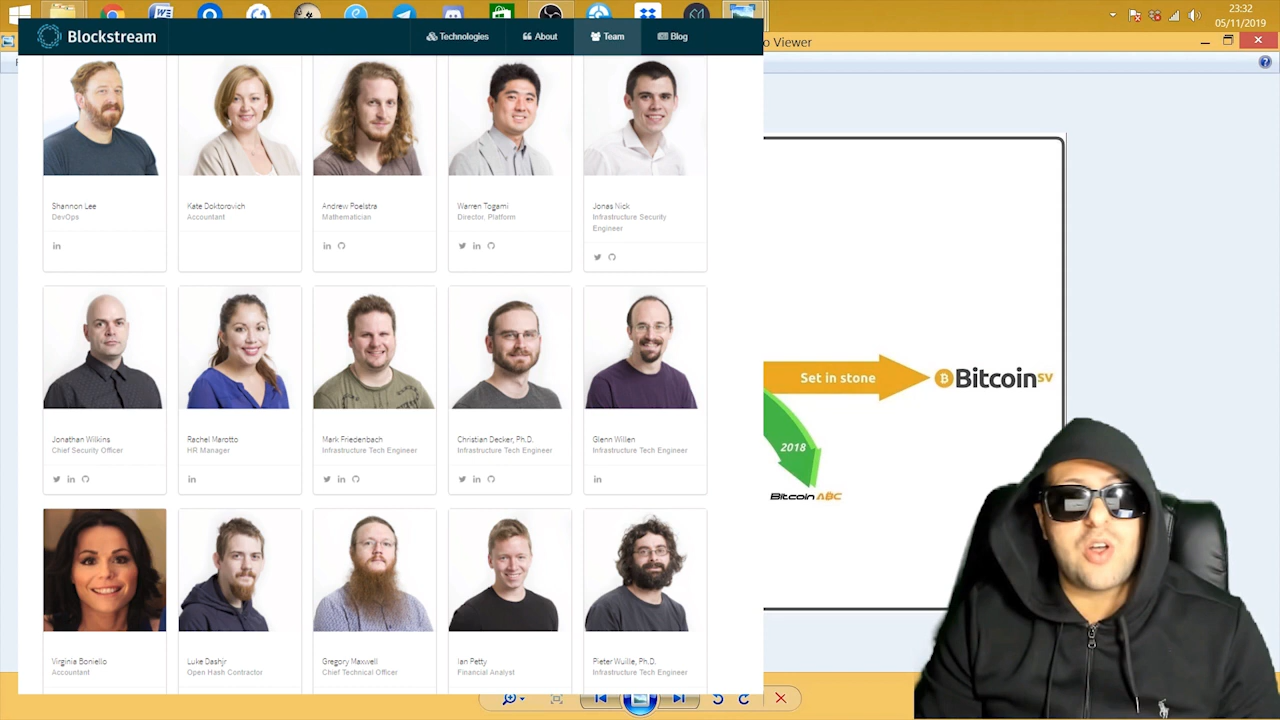 23:32
05/11/2019
o Viewer
Blockstream
Technologies
About
Team
Blog
Shannon Lee
DevOps
Kate Doktorovich
Accountant
Andrew Poelstra
Mathematician
Warren Togami
Director, Platform
Jonas Nick
Infrastructure Security
Engineer
Jonathan Wilkins
Chief Security Officer
Rachel Marotto
HR Manager
Mark Friedenbach
Infrastructure Tech Engineer
Christian Decker, Ph.D.
Infrastructure Tech Engineer
Glenn Willen
Infrastructure Tech Engineer
Virginia Boniello
Accountant
Luke Dashjr
Open Hash Contractor
Gregory Maxwell
Chief Technical Officer
Ian Petty
Financial Analyst
Pieter Wuille, Ph.D.
Infrastructure Tech Engineer
Set in stone
Bitcoin SV
2018
Bitcoin ABC